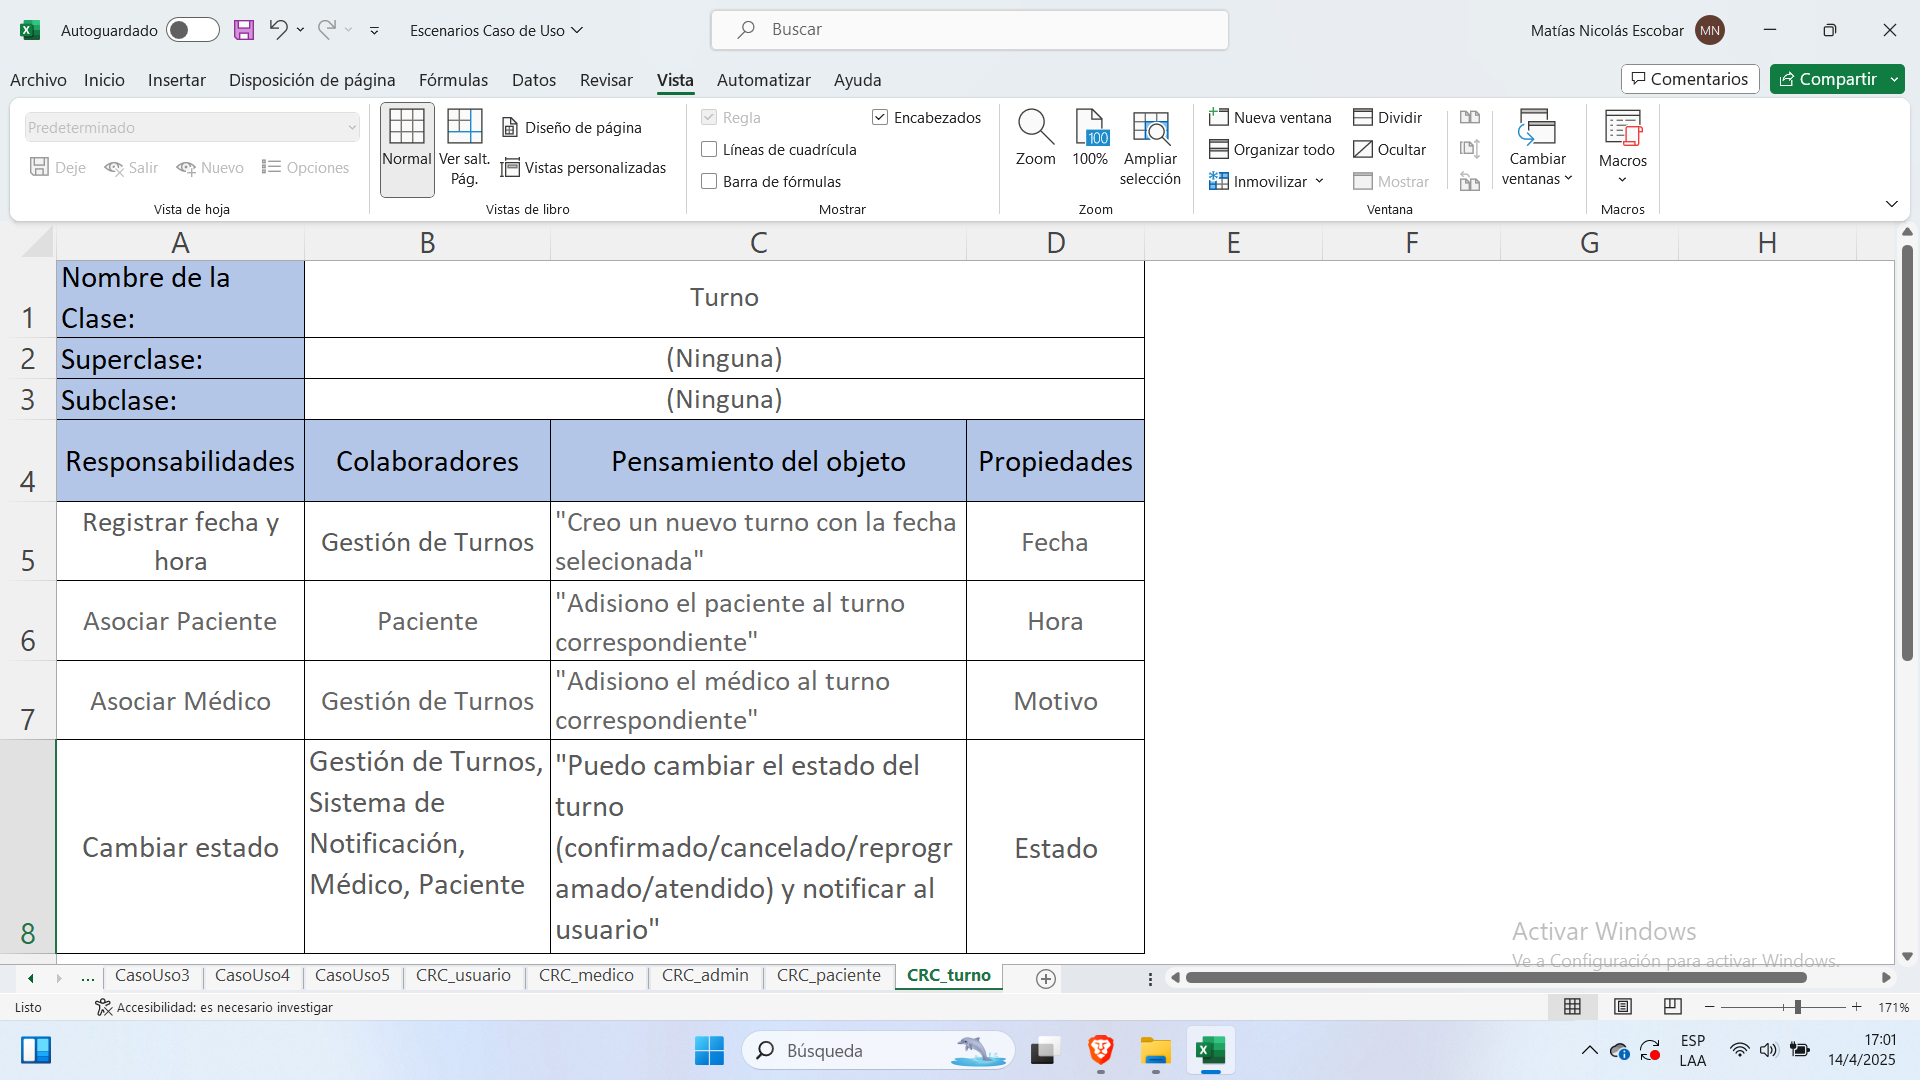 Autoguardado
Escenarios Caso de Uso
Buscar
Matías Nicolás Escobar
MN
Archivo Inicio Insertar Disposición de página Fórmulas Datos Revisar Vista Automatizar Ayuda
Comentarios
Compartir
Predeterminado
Deje Salir Nuevo Opciones
Vista de hoja
Normal
Ver salt.
Pág.
Diseño de página
Vistas personalizadas
Vistas de libro
Regla
Encabezados
Líneas de cuadrícula
Barra de fórmulas
Mostrar
Zoom
100
100%
Ampliar
selección
Zoom
Nueva ventana
Organizar todo
Inmovilizar
Dividir
Ocultar
Mostrar
Cambiar
ventanas
Ventana
Macros
Macros
A B C D E F G H
1
Nombre de la
Clase:
Turno
2 Superclase: (Ninguna)
3 Subclase: (Ninguna)
4 Responsabilidades Colaboradores Pensamiento del objeto Propiedades
5
Registrar fecha y
hora
Gestión de Turnos
"Creo un nuevo turno con la fecha
selecionada"
Fecha
6
Asociar Paciente
Paciente
"Adisiono el paciente al turno
correspondiente"
Hora
7
Asociar Médico
Gestión de Turnos
"Adisiono el médico al turno
correspondiente"
Motivo
8
Cambiar estado
Gestión de Turnos,
Sistema de
Notificación,
Médico, Paciente
"Puedo cambiar el estado del
turno
(confirmado/cancelado/reprogr
amado/atendido) y notificar al
usuario"
Estado
Activar Windows
Ve a Configuración para activar Windows.
... CasoUso3 CasoUso4 CasoUso5 CRC_usuario CRC_medico CRC_admin CRC_paciente CRC_turno
Listo
Accesibilidad: es necesario investigar
171%
Búsqueda
ESP
LAA
17:01
14/4/2025